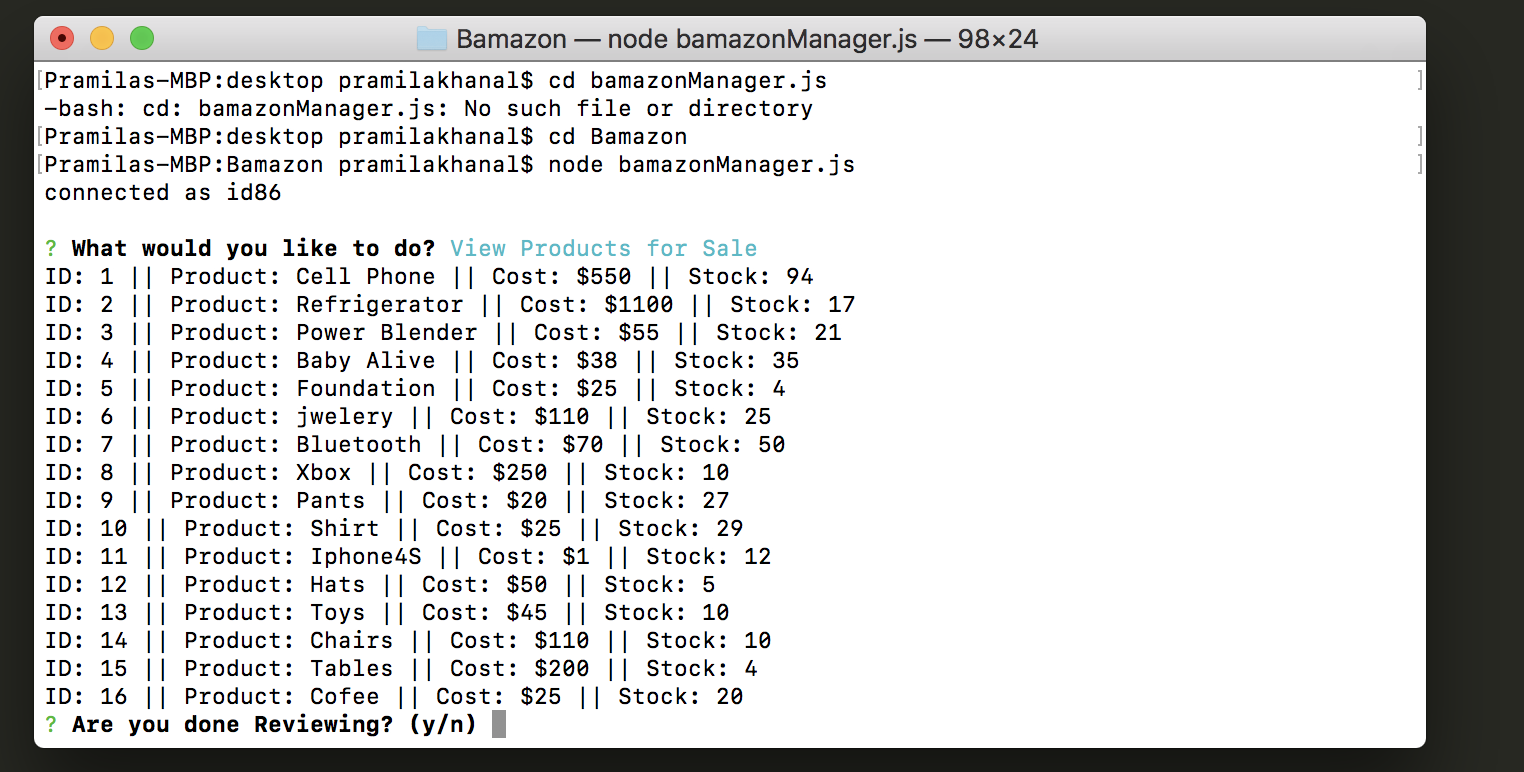 Bamazon — node bamazonManager.js — 98×24
[Pramilas-MBP:desktop pramilakhanal$ cd bamazonManager.js ]
-bash: cd: bamazonManager.js: No such file or directory
[Pramilas-MBP:desktop pramilakhanal$ cd Bamazon ]
[Pramilas-MBP:Bamazon pramilakhanal$ node bamazonManager.js ]
connected as id86
? What would you like to do? View Products for Sale
ID: 1 || Product: Cell Phone || Cost: $550 || Stock: 94
ID: 2 || Product: Refrigerator || Cost: $1100 || Stock: 17
ID: 3 || Product: Power Blender || Cost: $55 || Stock: 21
ID: 4 || Product: Baby Alive || Cost: $38 || Stock: 35
ID: 5 || Product: Foundation || Cost: $25 || Stock: 4
ID: 6 || Product: jwelery || Cost: $110 || Stock: 25
ID: 7 || Product: Bluetooth || Cost: $70 || Stock: 50
ID: 8 || Product: Xbox || Cost: $250 || Stock: 10
ID: 9 || Product: Pants || Cost: $20 || Stock: 27
ID: 10 || Product: Shirt || Cost: $25 || Stock: 29
ID: 11 || Product: Iphone4S || Cost: $1 || Stock: 12
ID: 12 || Product: Hats || Cost: $50 || Stock: 5
ID: 13 || Product: Toys || Cost: $45 || Stock: 10
ID: 14 || Product: Chairs || Cost: $110 || Stock: 10
ID: 15 || Product: Tables || Cost: $200 || Stock: 4
ID: 16 || Product: Cofee || Cost: $25 || Stock: 20
? Are you done Reviewing? (y/n)